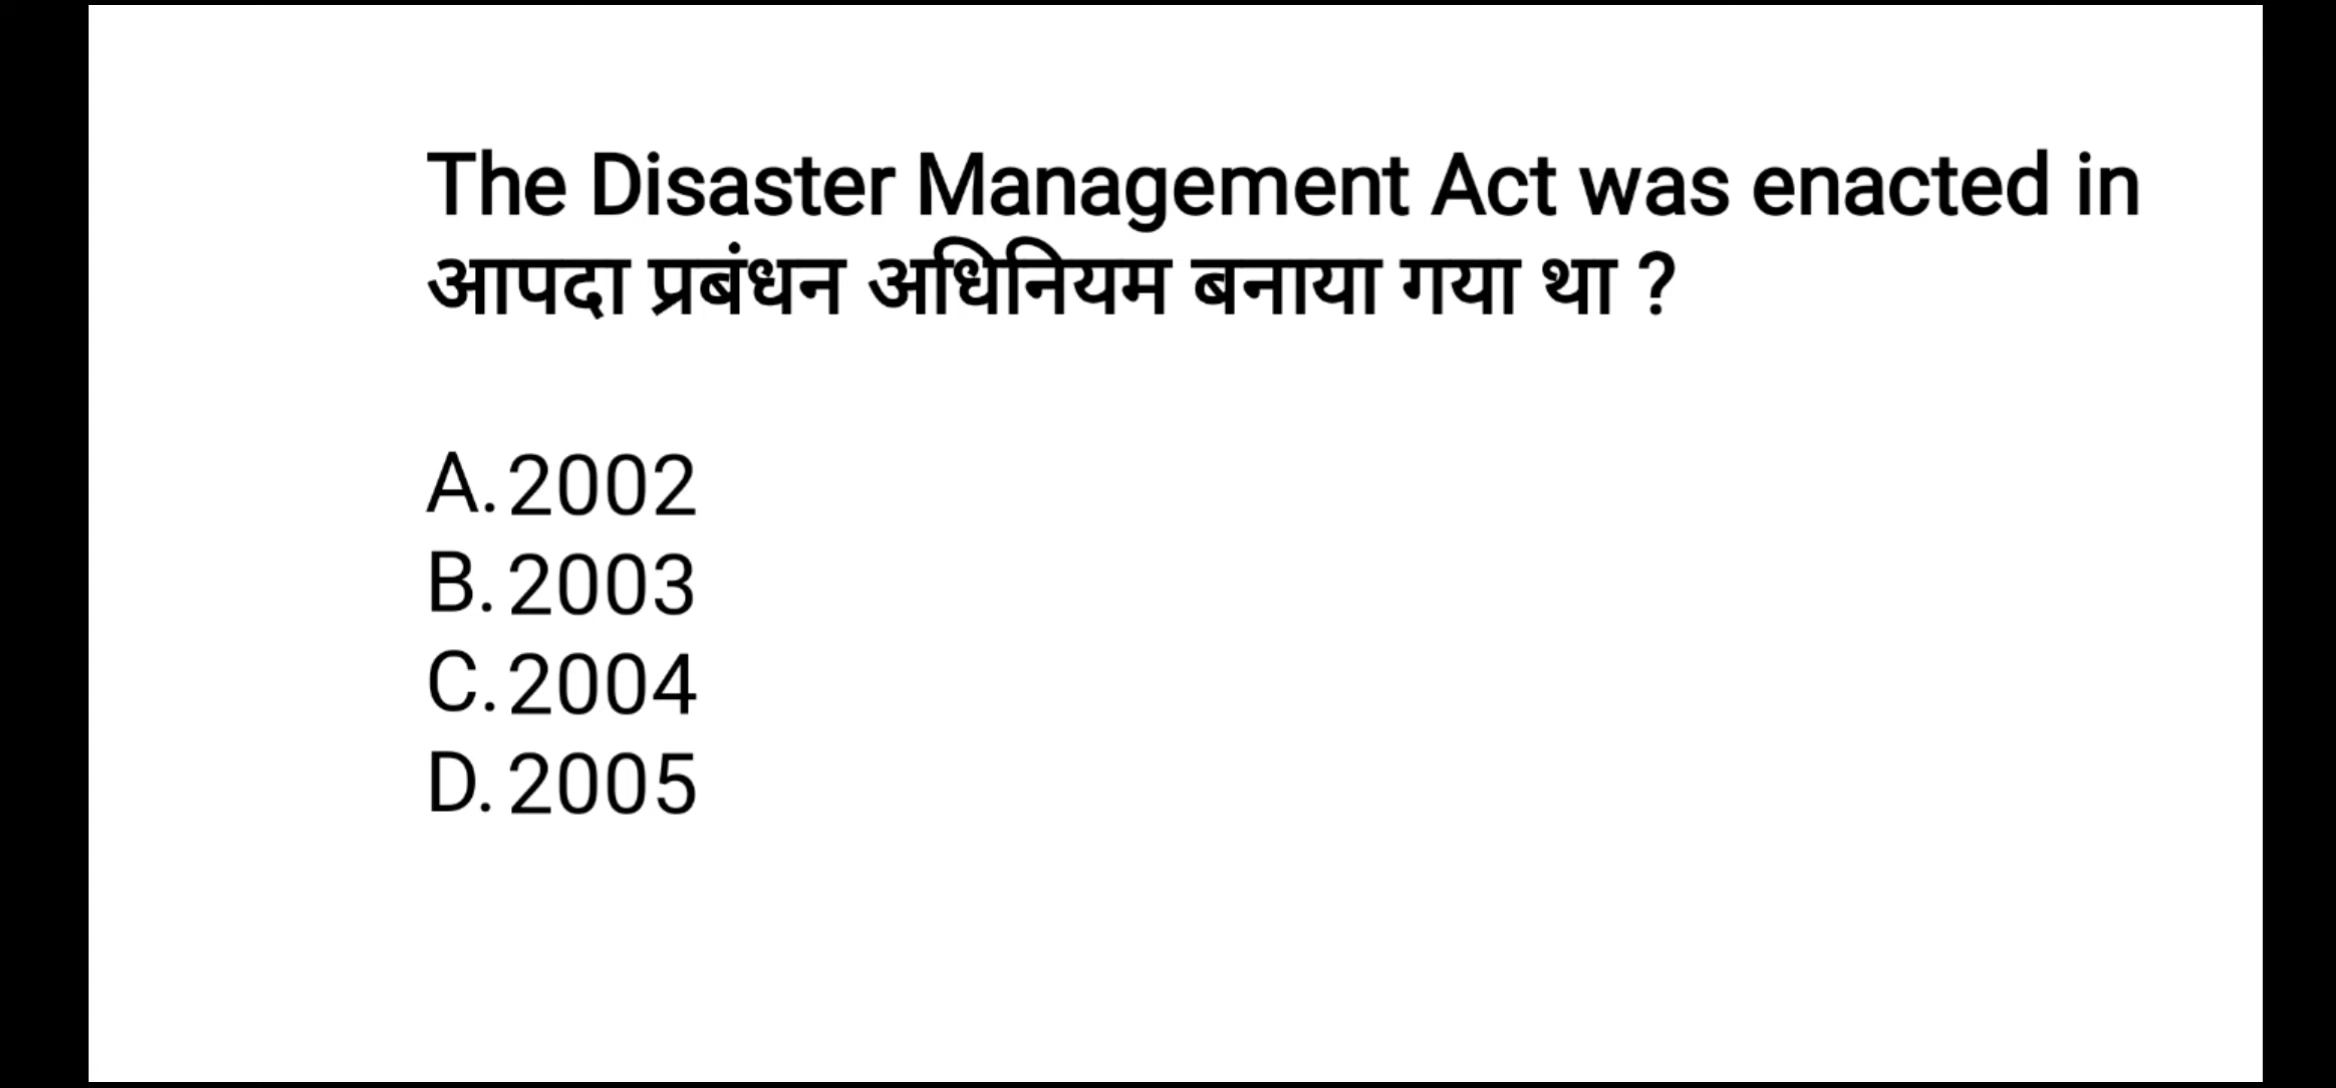 The Disaster Management Act was enacted in
आपदा प्रबंधन अधिनियम बनाया गया था ?
A. 2002
B. 2003
C. 2004
D. 2005